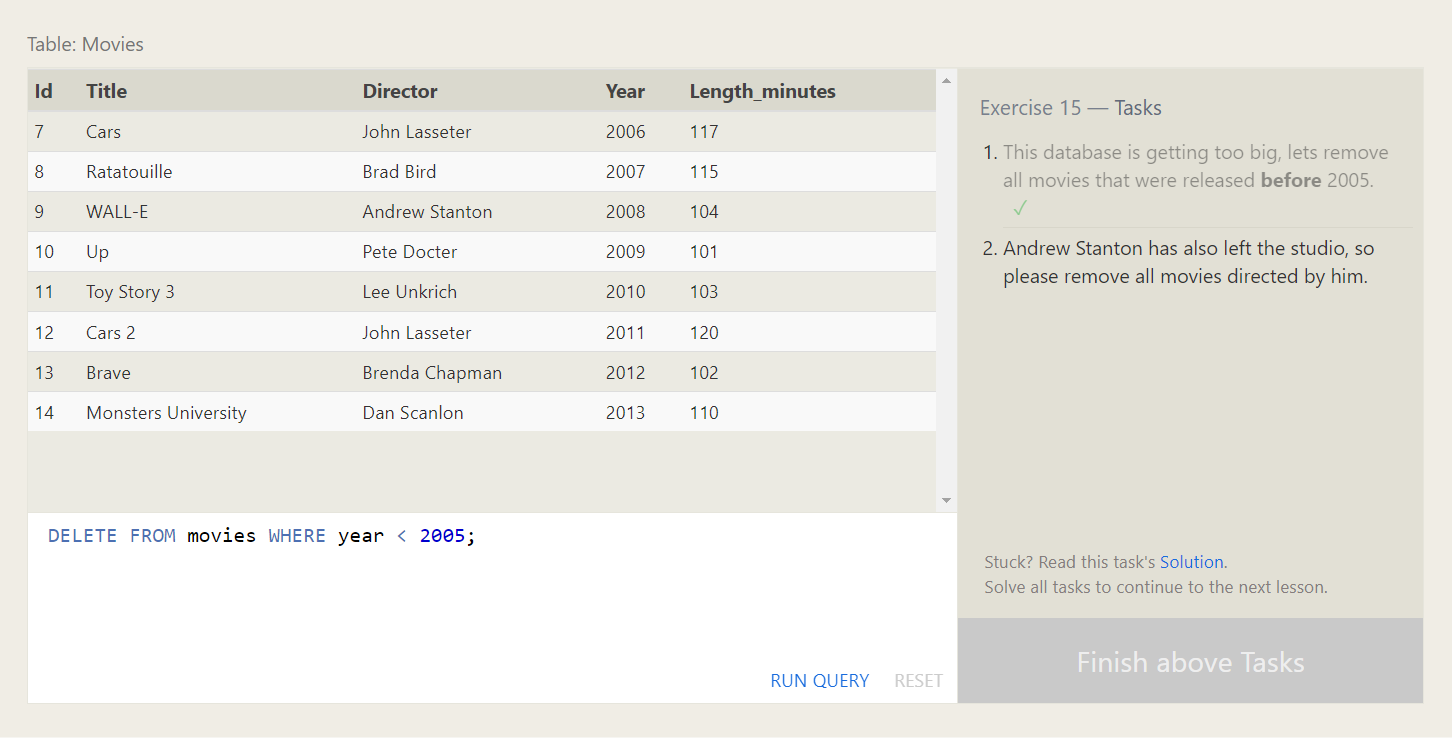 Table: Movies
Id Title Director Year Length_minutes
7 Cars John Lasseter 2006 117
8 Ratatouille Brad Bird 2007 115
9 WALL-E Andrew Stanton 2008 104
10 Up Pete Docter 2009 101
11 Toy Story 3 Lee Unkrich 2010 103
12 Cars 2 John Lasseter 2011 120
13 Brave Brenda Chapman 2012 102
14 Monsters University Dan Scanlon 2013 110
DELETE FROM movies WHERE year < 2005;
RUN QUERY RESET
Exercise 15 — Tasks
1. This database is getting too big, lets remove
all movies that were released before 2005.
✓
2. Andrew Stanton has also left the studio, so
please remove all movies directed by him.
Stuck? Read this task's Solution.
Solve all tasks to continue to the next lesson.
Finish above Tasks